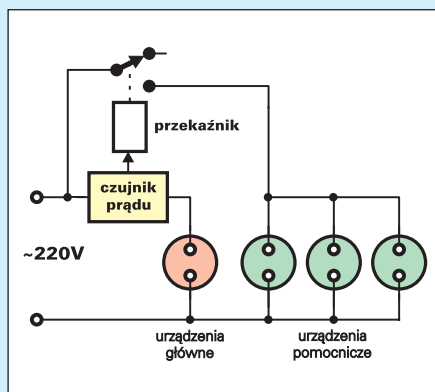 przekaźnik
czujnik
prądu
~220V
urządzenia
główne
urządzenia
pomocnicze